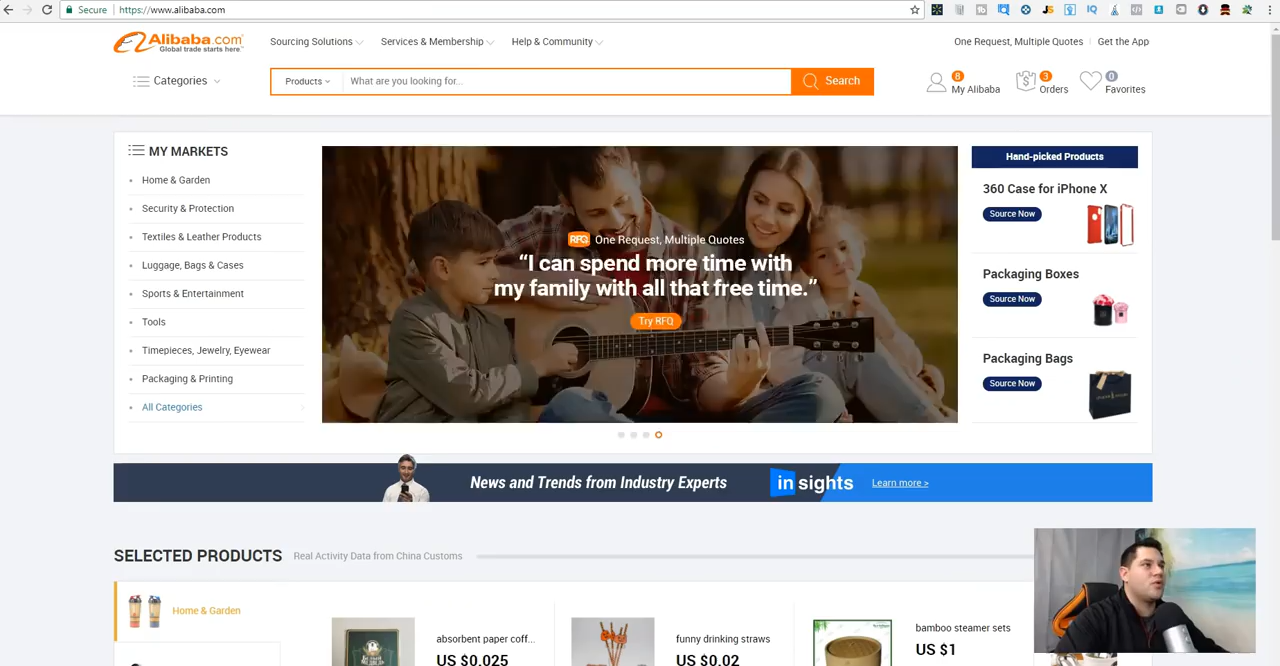 Secure https://www.alibaba.com
Alibaba.com
Global trade starts here.™
Sourcing Solutions
Services & Membership
Help & Community
One Request, Multiple Quotes
Get the App
Categories
Products
What are you looking for...
Search
8
My Alibaba
3
Orders
0
Favorites
MY MARKETS
Home & Garden
Security & Protection
Textiles & Leather Products
Luggage, Bags & Cases
Sports & Entertainment
Tools
Timepieces, Jewelry, Eyewear
Packaging & Printing
All Categories
RFQ One Request, Multiple Quotes
“I can spend more time with
my family with all that free time.”
Try RFQ
Hand-picked Products
360 Case for iPhone X
Source Now
Packaging Boxes
Source Now
Packaging Bags
Source Now
News and Trends from Industry Experts
insights
Learn more >
SELECTED PRODUCTS Real Activity Data from China Customs
Home & Garden
absorbent paper coff...
US $0.025
funny drinking straws
US $0.02
bamboo steamer sets
US $1